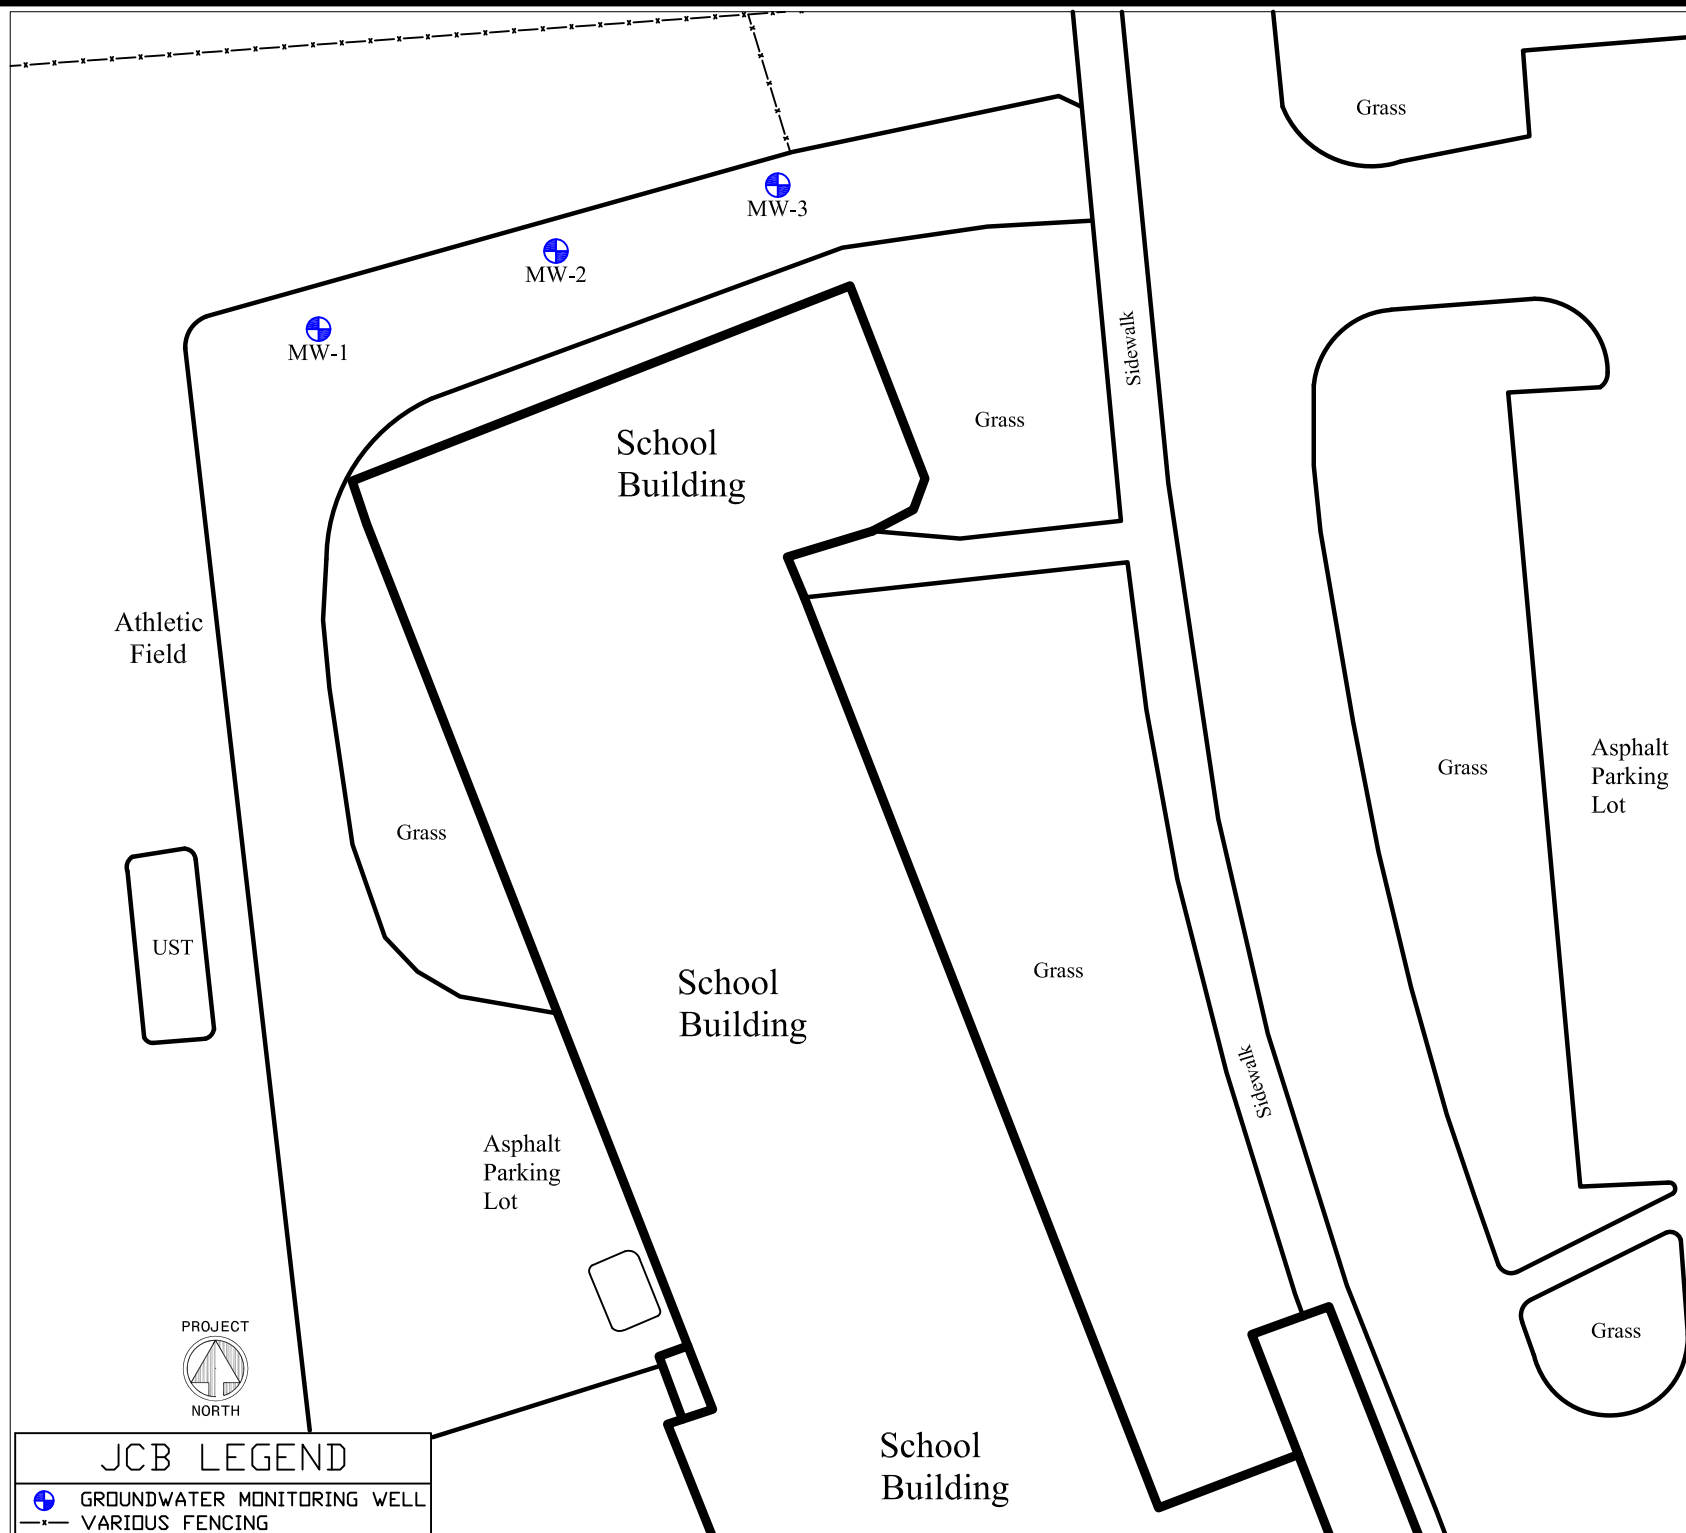 Grass
MW-3
MW-2
MW-1
Sidewalk
Grass
School
Building
Athletic
Field
Grass
Asphalt
Parking
Lot
Grass
UST
Grass
School
Building
Sidewalk
Asphalt
Parking
Lot
PROJECT
NORTH
Grass
School
Building
JCB LEGEND
GROUNDWATER MONITORING WELL
VARIOUS FENCING